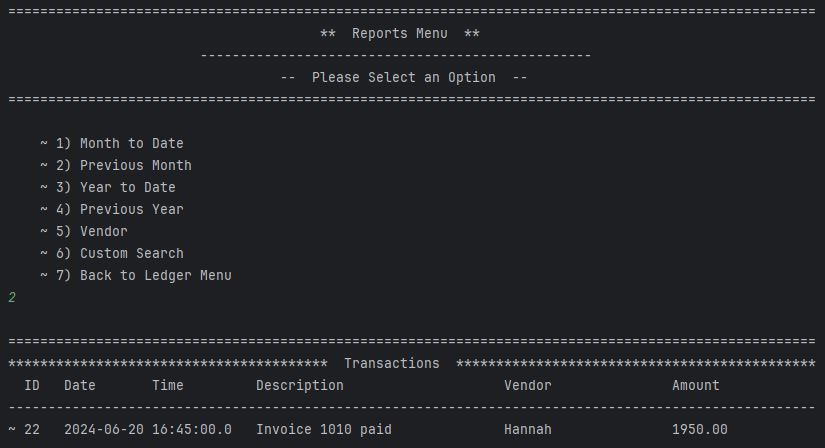 =====================================================================================================
**  Reports Menu  **
-------------------------------------------------
--  Please Select an Option  --
=====================================================================================================
~ 1) Month to Date
~ 2) Previous Month
~ 3) Year to Date
~ 4) Previous Year
~ 5) Vendor
~ 6) Custom Search
~ 7) Back to Ledger Menu
2
=====================================================================================================
****************************************  Transactions  *********************************************
ID   Date       Time         Description                    Vendor               Amount
-----------------------------------------------------------------------------------------------------
~ 22   2024-06-20 16:45:00.0   Invoice 1010 paid              Hannah               1950.00